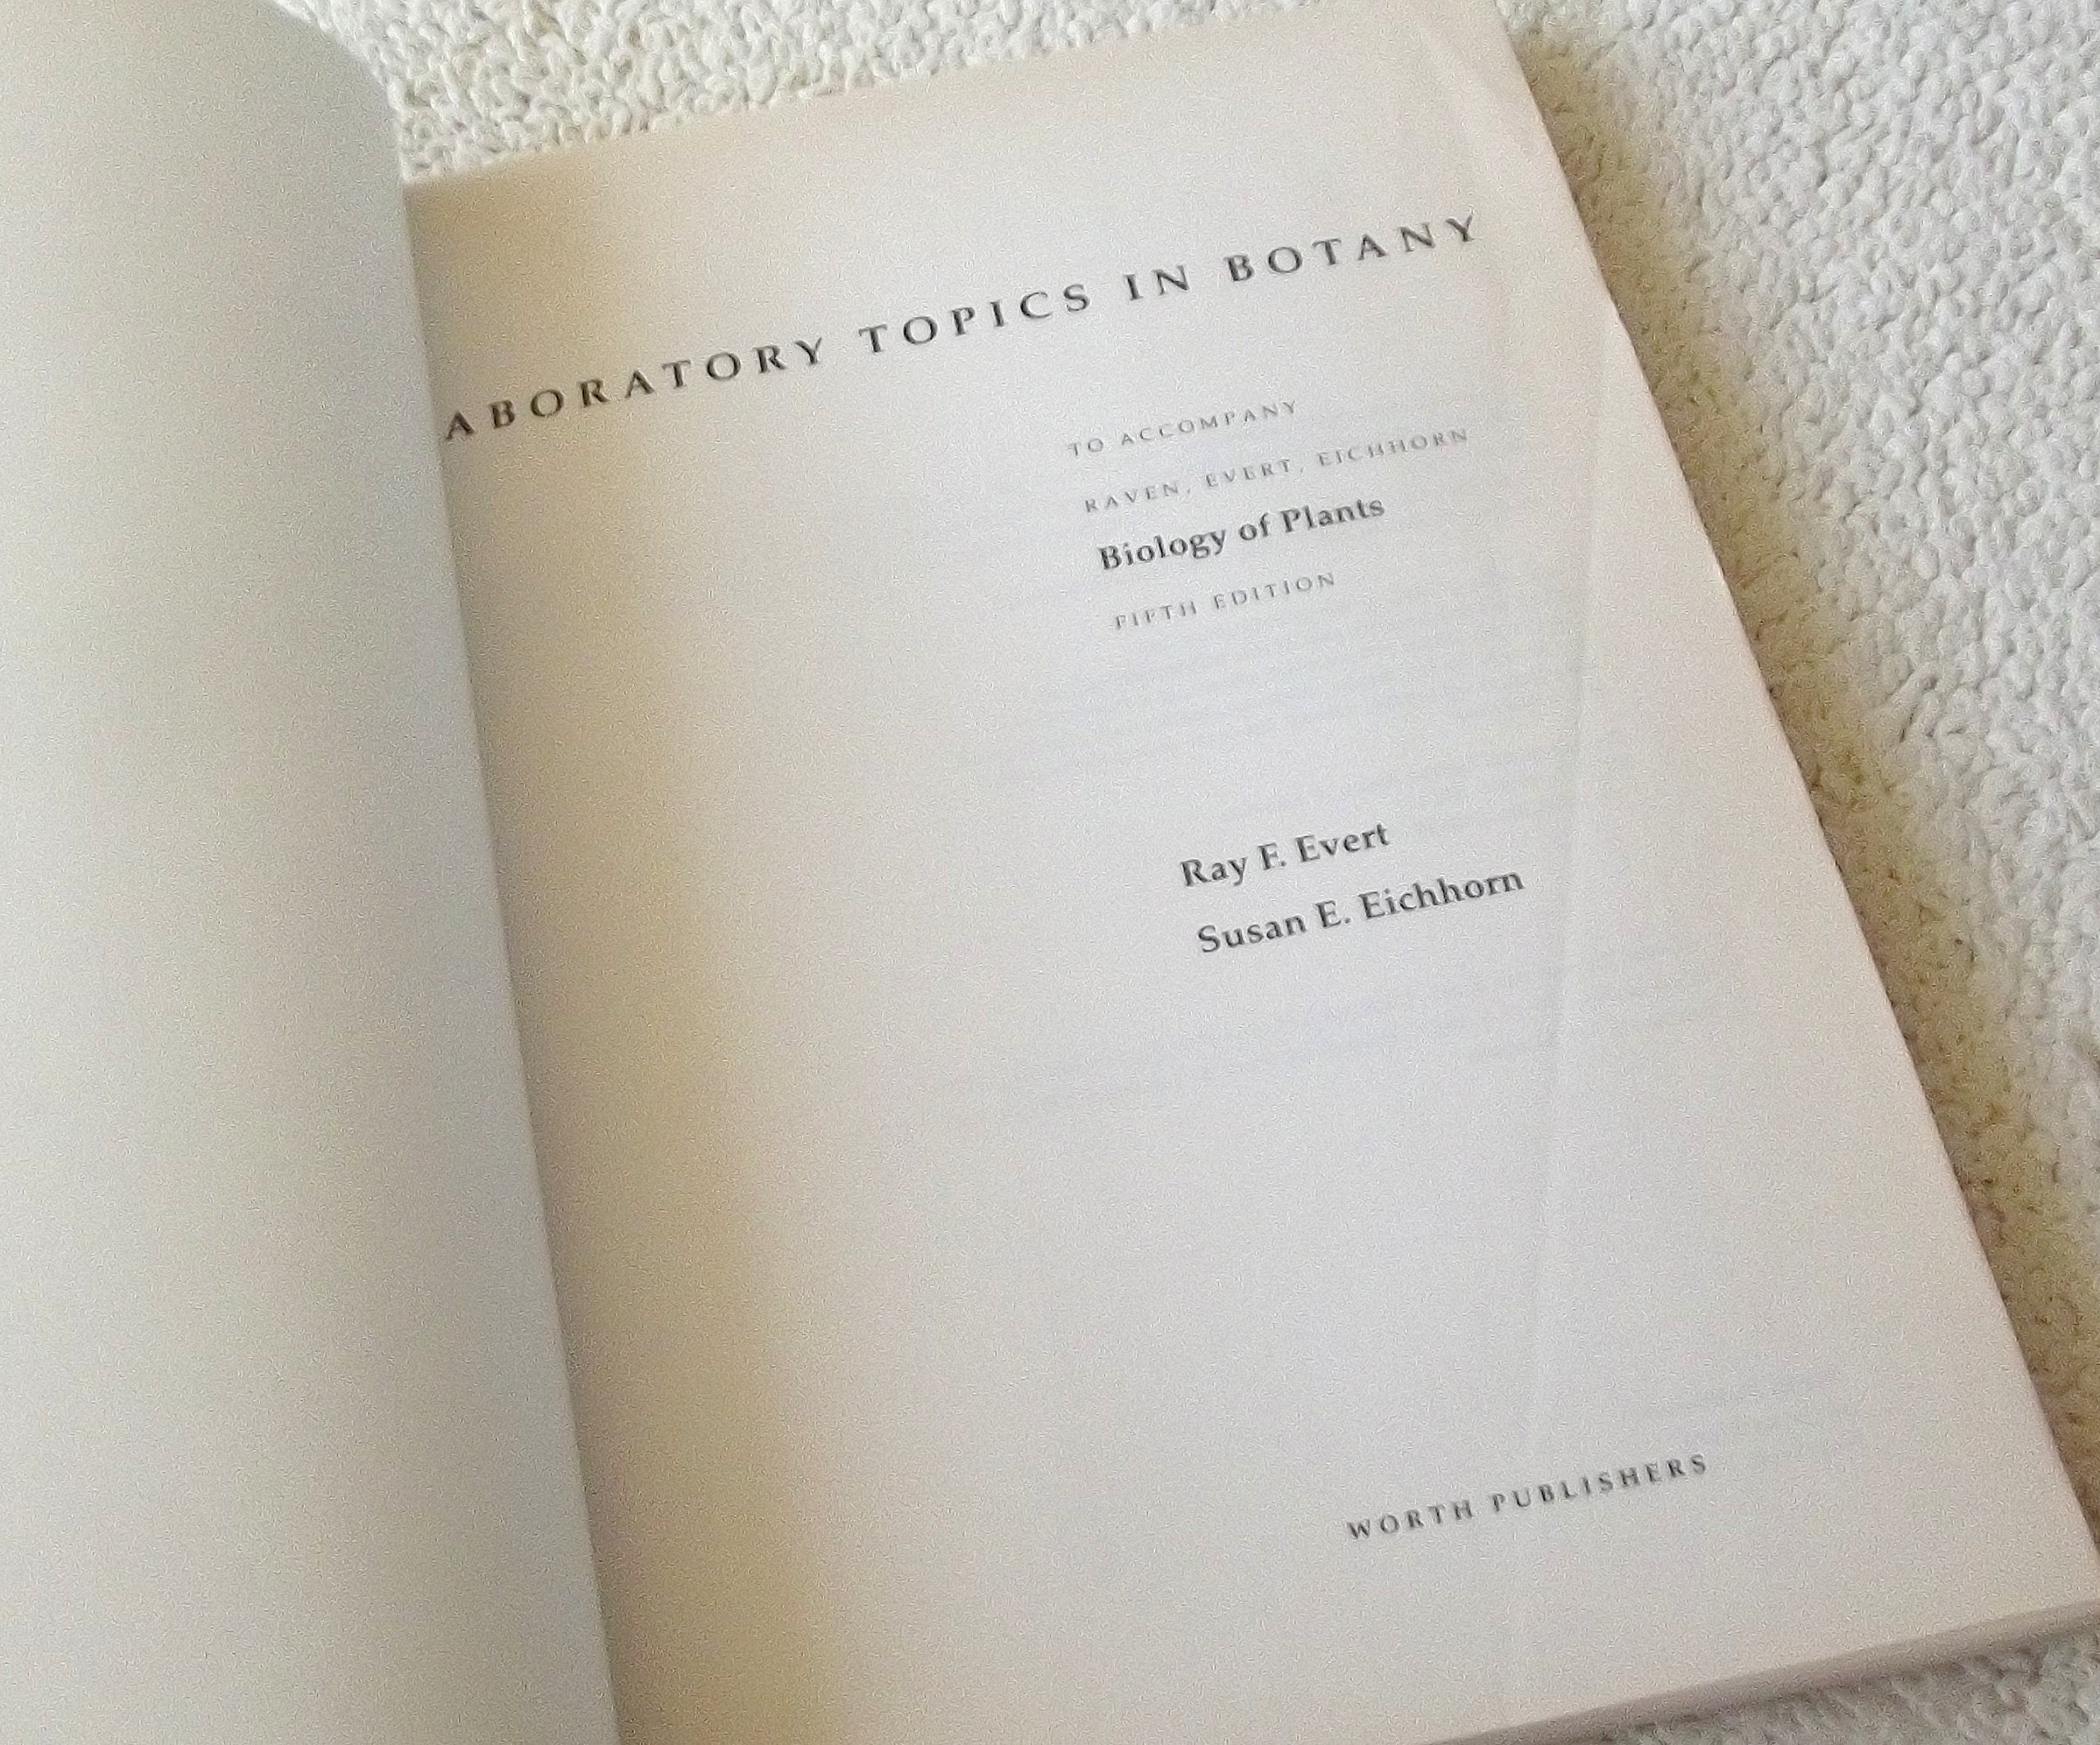 ABORATORY TOPICS IN BOTANY
TO ACCOMPANY
RAVEN, EVERT, EICHHORN
Biology of Plants
FIFTH EDITION
Ray F. Evert
Susan E. Eichhorn
WORTH PUBLISHERS